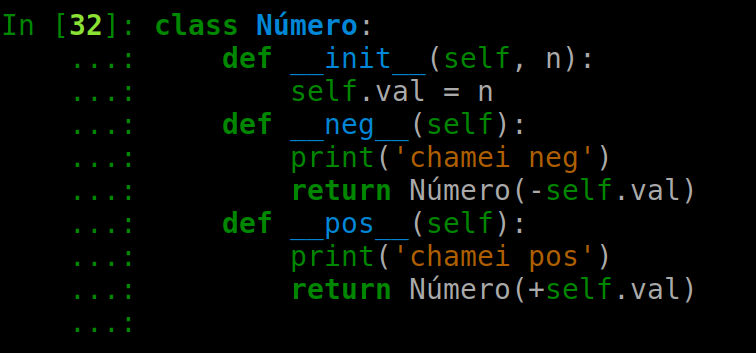 In [32]: class Número:
    ...:     def __init__(self, n):
    ...:         self.val = n
    ...:     def __neg__(self):
    ...:         print('chamei neg')
    ...:         return Número(-self.val)
    ...:     def __pos__(self):
    ...:         print('chamei pos')
    ...:         return Número(+self.val)
    ...: